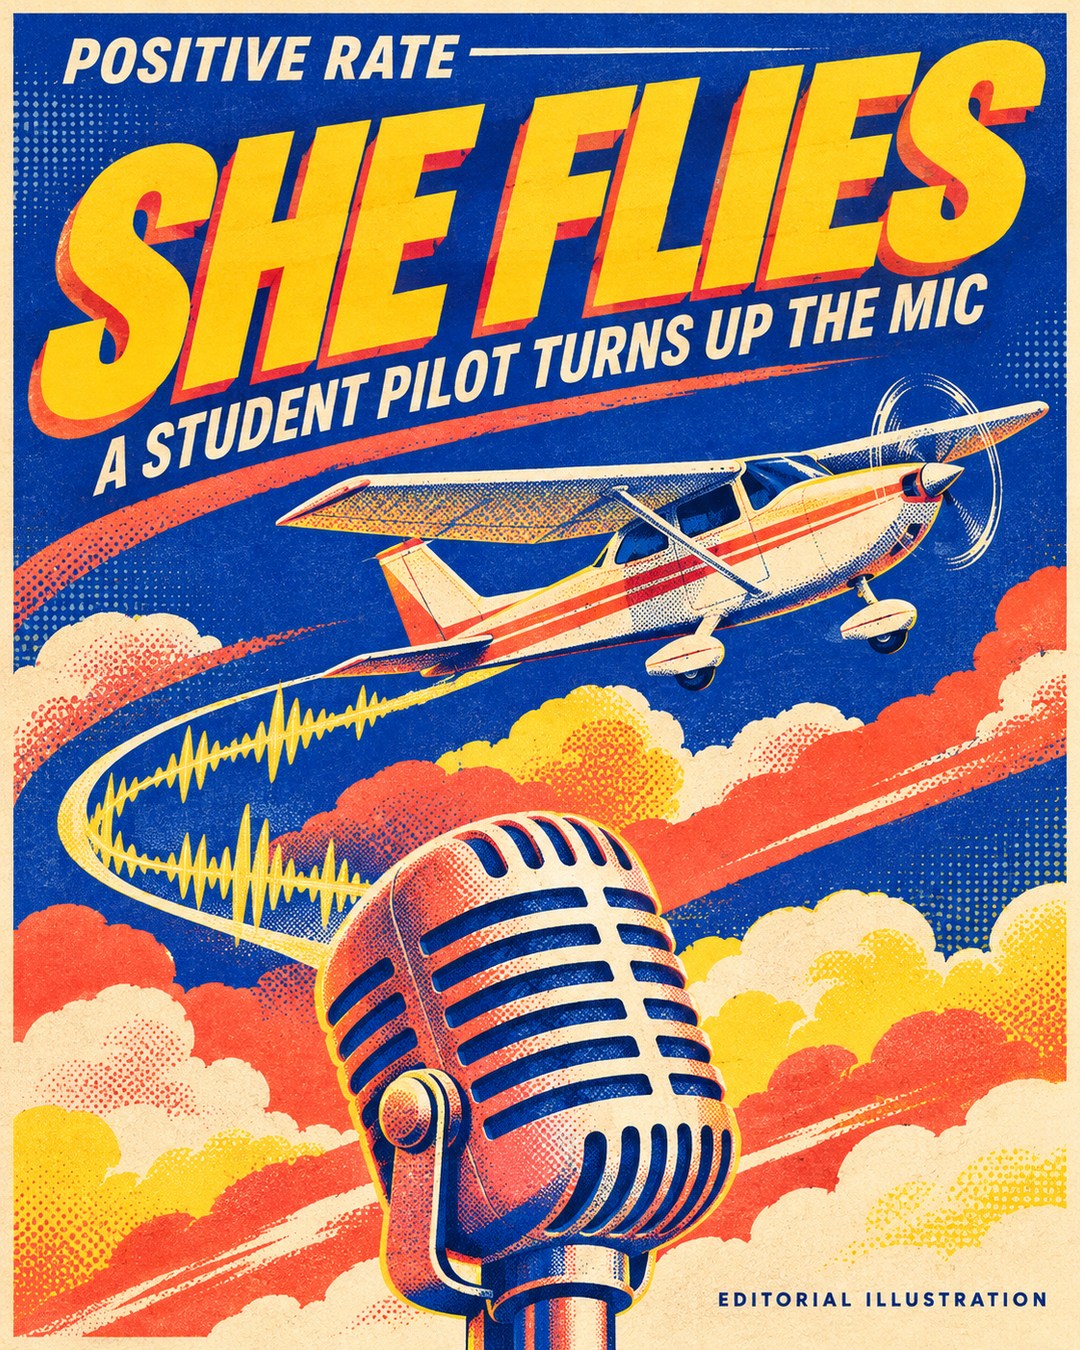 POSITIVE RATE
SHE FLIES
A STUDENT PILOT TURNS UP THE MIC
EDITORIAL ILLUSTRATION